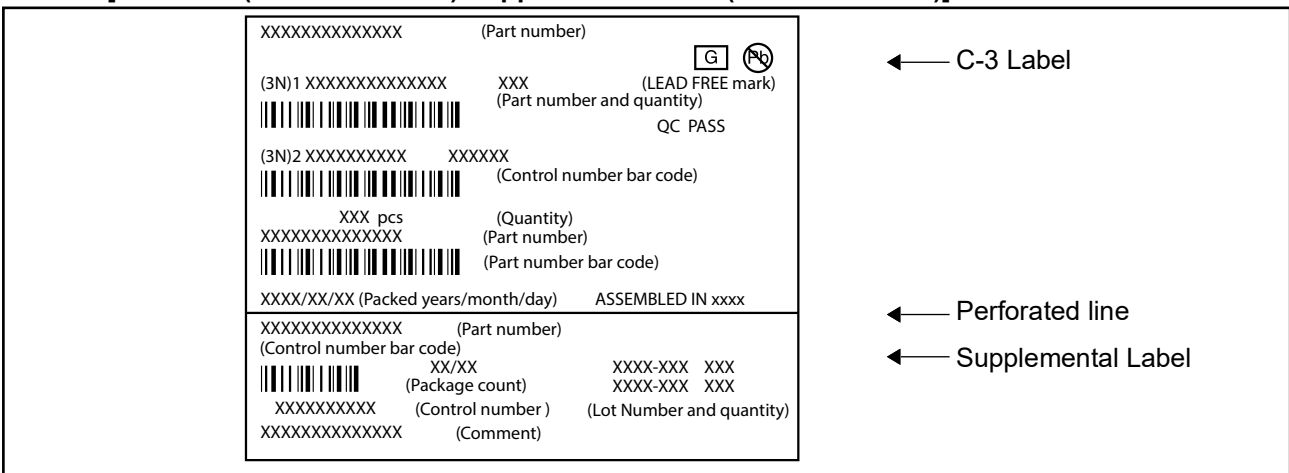 XXXXXXXXXXXXXX (Part number)
G Pb
C-3 Label
(3N)1 XXXXXXXXXXXXXX XXX (LEAD FREE mark)
(Part number and quantity)
QC PASS
(3N)2 XXXXXXXXXX XXXXXX
(Control number bar code)
XXX pcs (Quantity)
XXXXXXXXXXXXXX (Part number)
(Part number bar code)
XXXX/XX/XX (Packed years/month/day) ASSEMBLED IN xxxx
Perforated line
XXXXXXXXXXXXXX (Part number)
(Control number bar code)
Supplemental Label
XX/XX XXXX-XXX XXX
(Package count) XXXX-XXX XXX
XXXXXXXXXX (Control number ) (Lot Number and quantity)
XXXXXXXXXXXXXX (Comment)